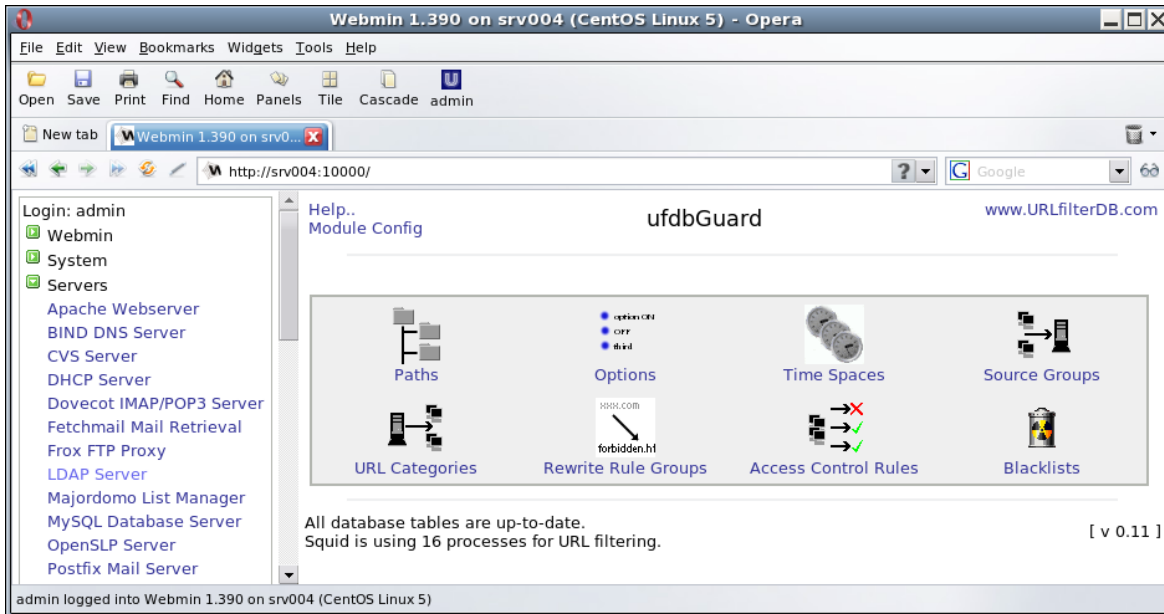 Webmin 1.390 on srv004 (CentOS Linux 5) - Opera
File Edit View Bookmarks Widgets Tools Help
Open Save Print Find Home Panels Tile Cascade admin
New tab Webmin 1.390 on srv0...
http://srv004:10000/ ? Google
Login: admin
Webmin
System
Servers
Apache Webserver
BIND DNS Server
CVS Server
DHCP Server
Dovecot IMAP/POP3 Server
Fetchmail Mail Retrieval
Frox FTP Proxy
LDAP Server
Majordomo List Manager
MySQL Database Server
OpenSLP Server
Postfix Mail Server
Help..
Module Config
ufdbGuard
www.URLfilterDB.com
option ON
OFF
third
Paths Options Time Spaces Source Groups
xxx.com
forbidden.ht
URL Categories Rewrite Rule Groups Access Control Rules Blacklists
All database tables are up-to-date.
Squid is using 16 processes for URL filtering.
[ v 0.11 ]
admin logged into Webmin 1.390 on srv004 (CentOS Linux 5)